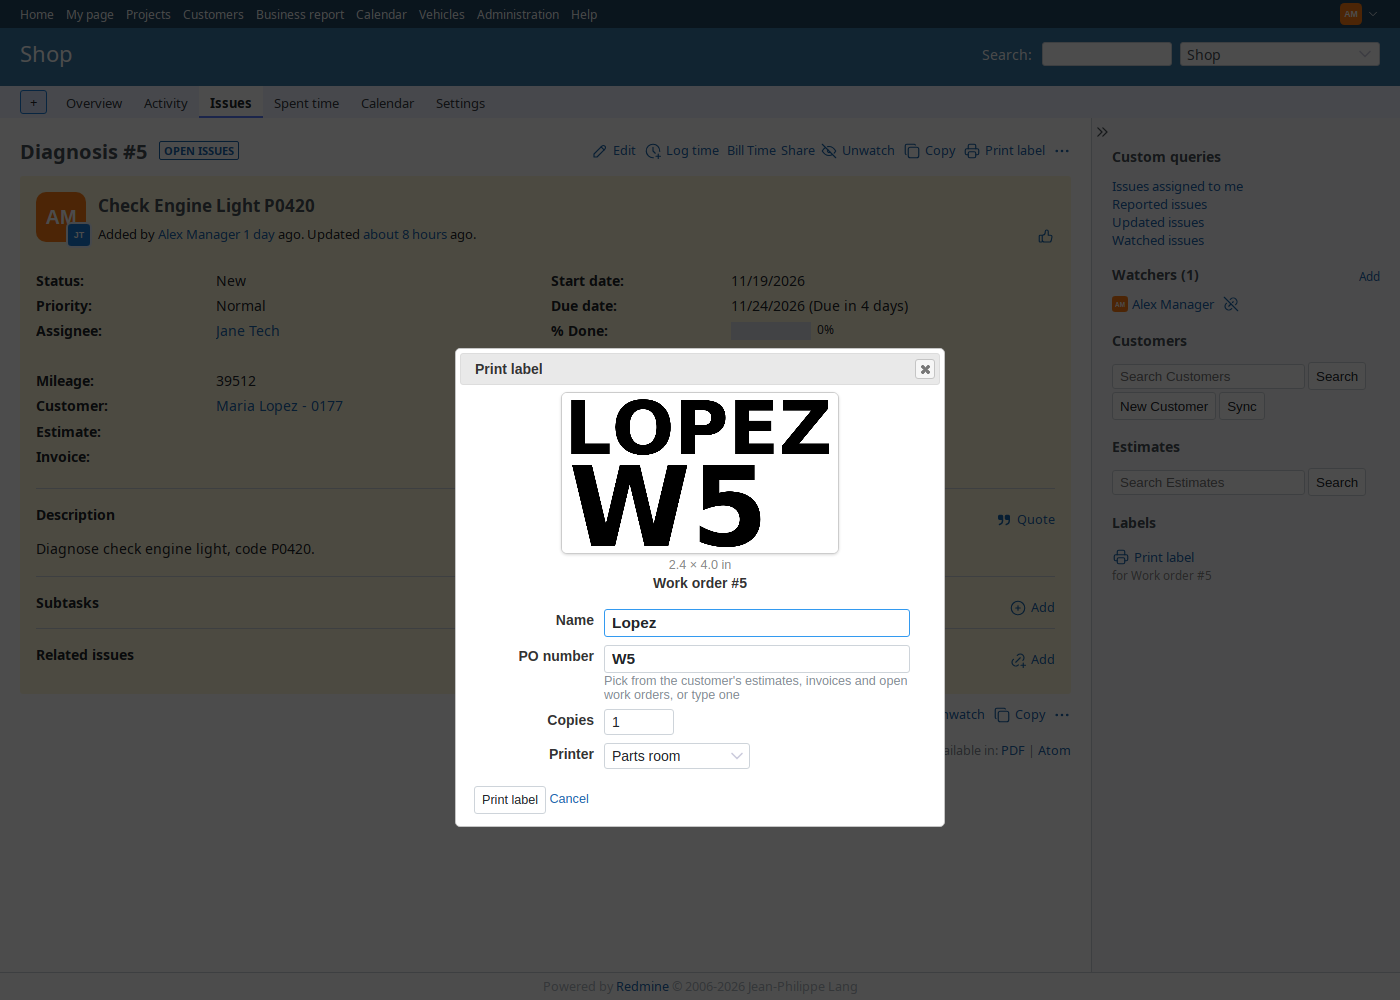 Home My page Projects Customers Business report Calendar Vehicles Administration Help AM
Shop
Search: Shop
+ Overview Activity Issues Spent time Calendar Settings
Diagnosis #5 OPEN ISSUES
Edit Log time Bill Time Share Unwatch Copy Print label ...
AM JT
Check Engine Light P0420
Added by Alex Manager 1 day ago. Updated about 8 hours ago.
Status: New Start date: 11/19/2026
Priority: Normal Due date: 11/24/2026 (Due in 4 days)
Assignee: Jane Tech % Done: 0%
Mileage: 39512
Customer: Maria Lopez - 0177
Estimate:
Invoice:
Description
Quote
Diagnose check engine light, code P0420.
Subtasks
Add
Related issues
Add
nwatch Copy ...
ailable in: PDF | Atom
Print label
LOPEZ
W5
2.4 × 4.0 in
Work order #5
Name Lopez
PO number W5
Pick from the customer's estimates, invoices and open
work orders, or type one
Copies 1
Printer Parts room
Print label Cancel
Custom queries
Issues assigned to me
Reported issues
Updated issues
Watched issues
Watchers (1) Add
AM Alex Manager
Customers
Search Customers Search
New Customer Sync
Estimates
Search Estimates Search
Labels
Print label
for Work order #5
Powered by Redmine © 2006-2026 Jean-Philippe Lang